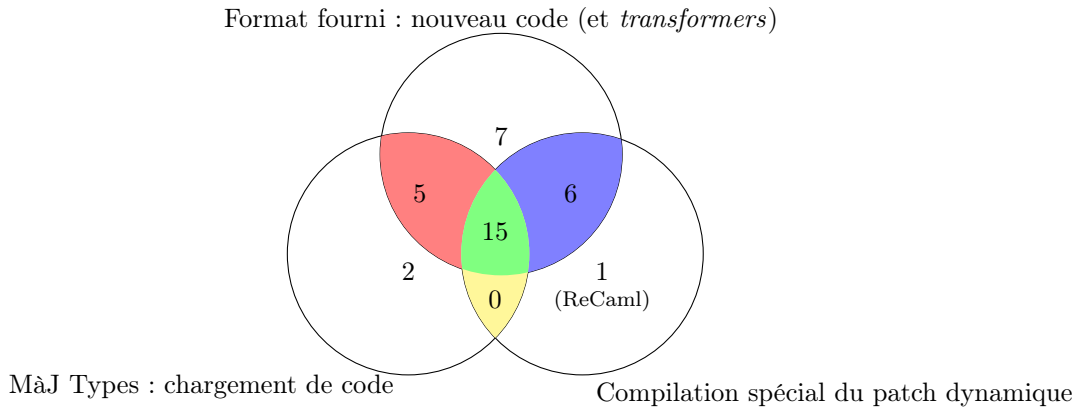 Format fourni : nouveau code (et transformers)
7
5
6
15
2
1
0
(ReCaml)
MàJ Types : chargement de code
Compilation spécial du patch dynamique